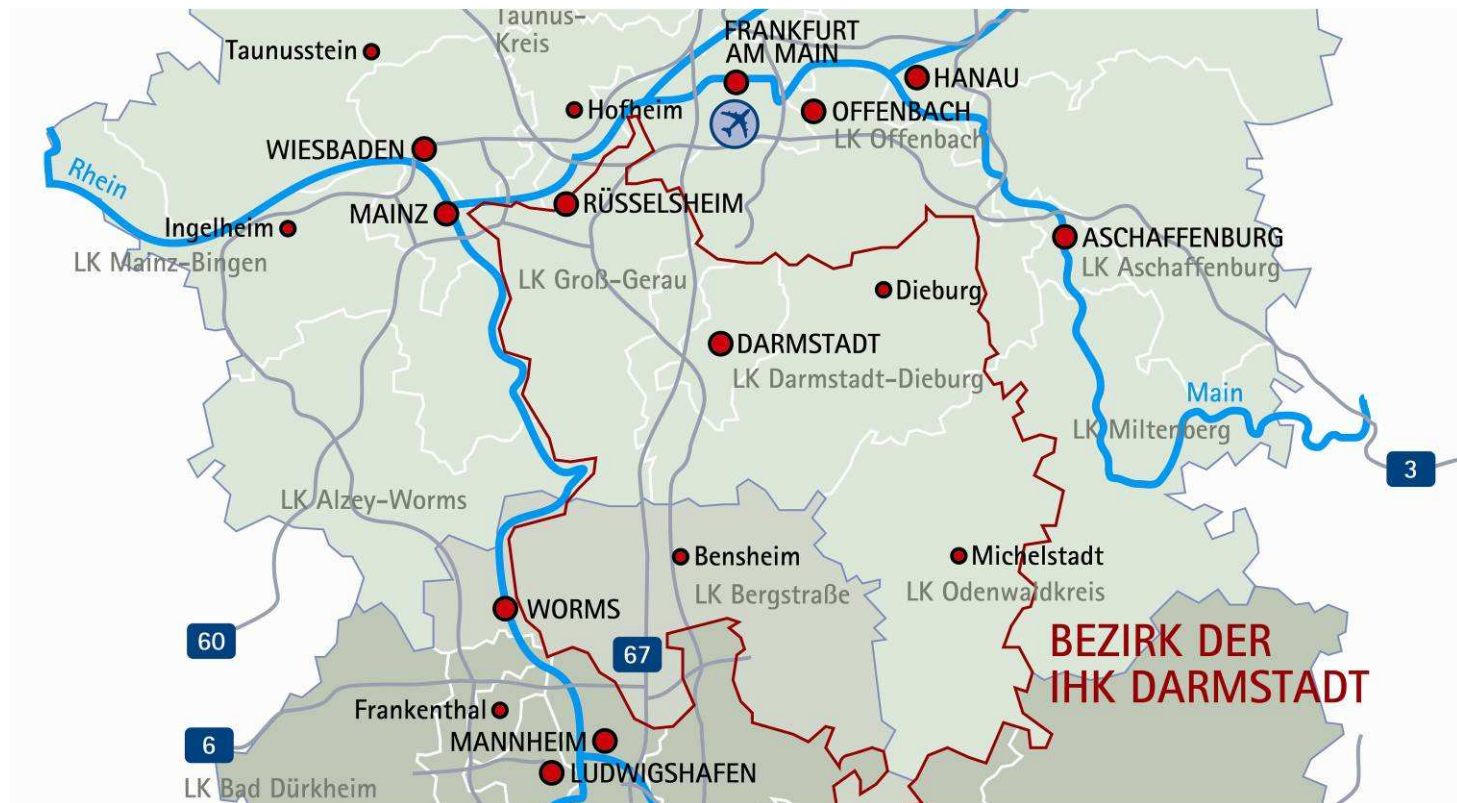 Taunus-
Kreis
FRANKFURT
AM MAIN
Taunusstein
HANAU
Hofheim
OFFENBACH
LK Offenbach
WIESBADEN
Rhein
RÜSSELSHEIM
MAINZ
Ingelheim
ASCHAFFENBURG
LK Aschaffenburg
LK Mainz-Bingen
LK Groß-Gerau
Dieburg
DARMSTADT
LK Darmstadt-Dieburg
Main
LK Miltenberg
3
LK Alzey-Worms
Bensheim
Michelstadt
LK Bergstraße
LK Odenwaldkreis
WORMS
60
67
BEZIRK DER
IHK DARMSTADT
Frankenthal
6
MANNHEIM
LUDWIGSHAFEN
LK Bad Dürkheim